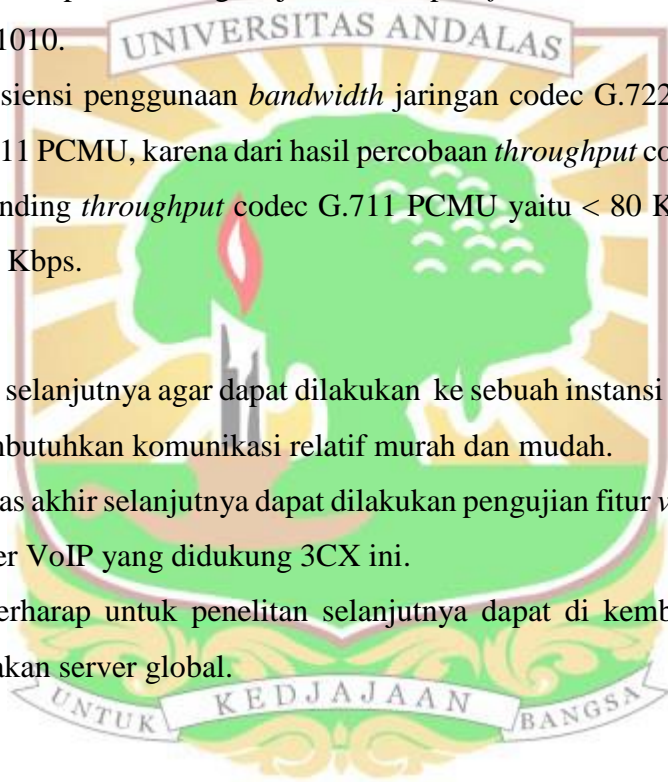 1010.
UNIVERSITAS ANDALAS
siensi penggunaan bandwidth jaringan codec G.722
11 PCMU, karena dari hasil percobaan throughput co
nding throughput codec G.711 PCMU yaitu < 80 K
Kbps.
selanjutnya agar dapat dilakukan ke sebuah instansi
nbutuhkan komunikasi relatif murah dan mudah.
as akhir selanjutnya dapat dilakukan pengujian fitur v
er VoIP yang didukung 3CX ini.
erharap untuk penelitan selanjutnya dapat di kemb
akan server global.
UNTUK KEDJAJAAN BANGSA